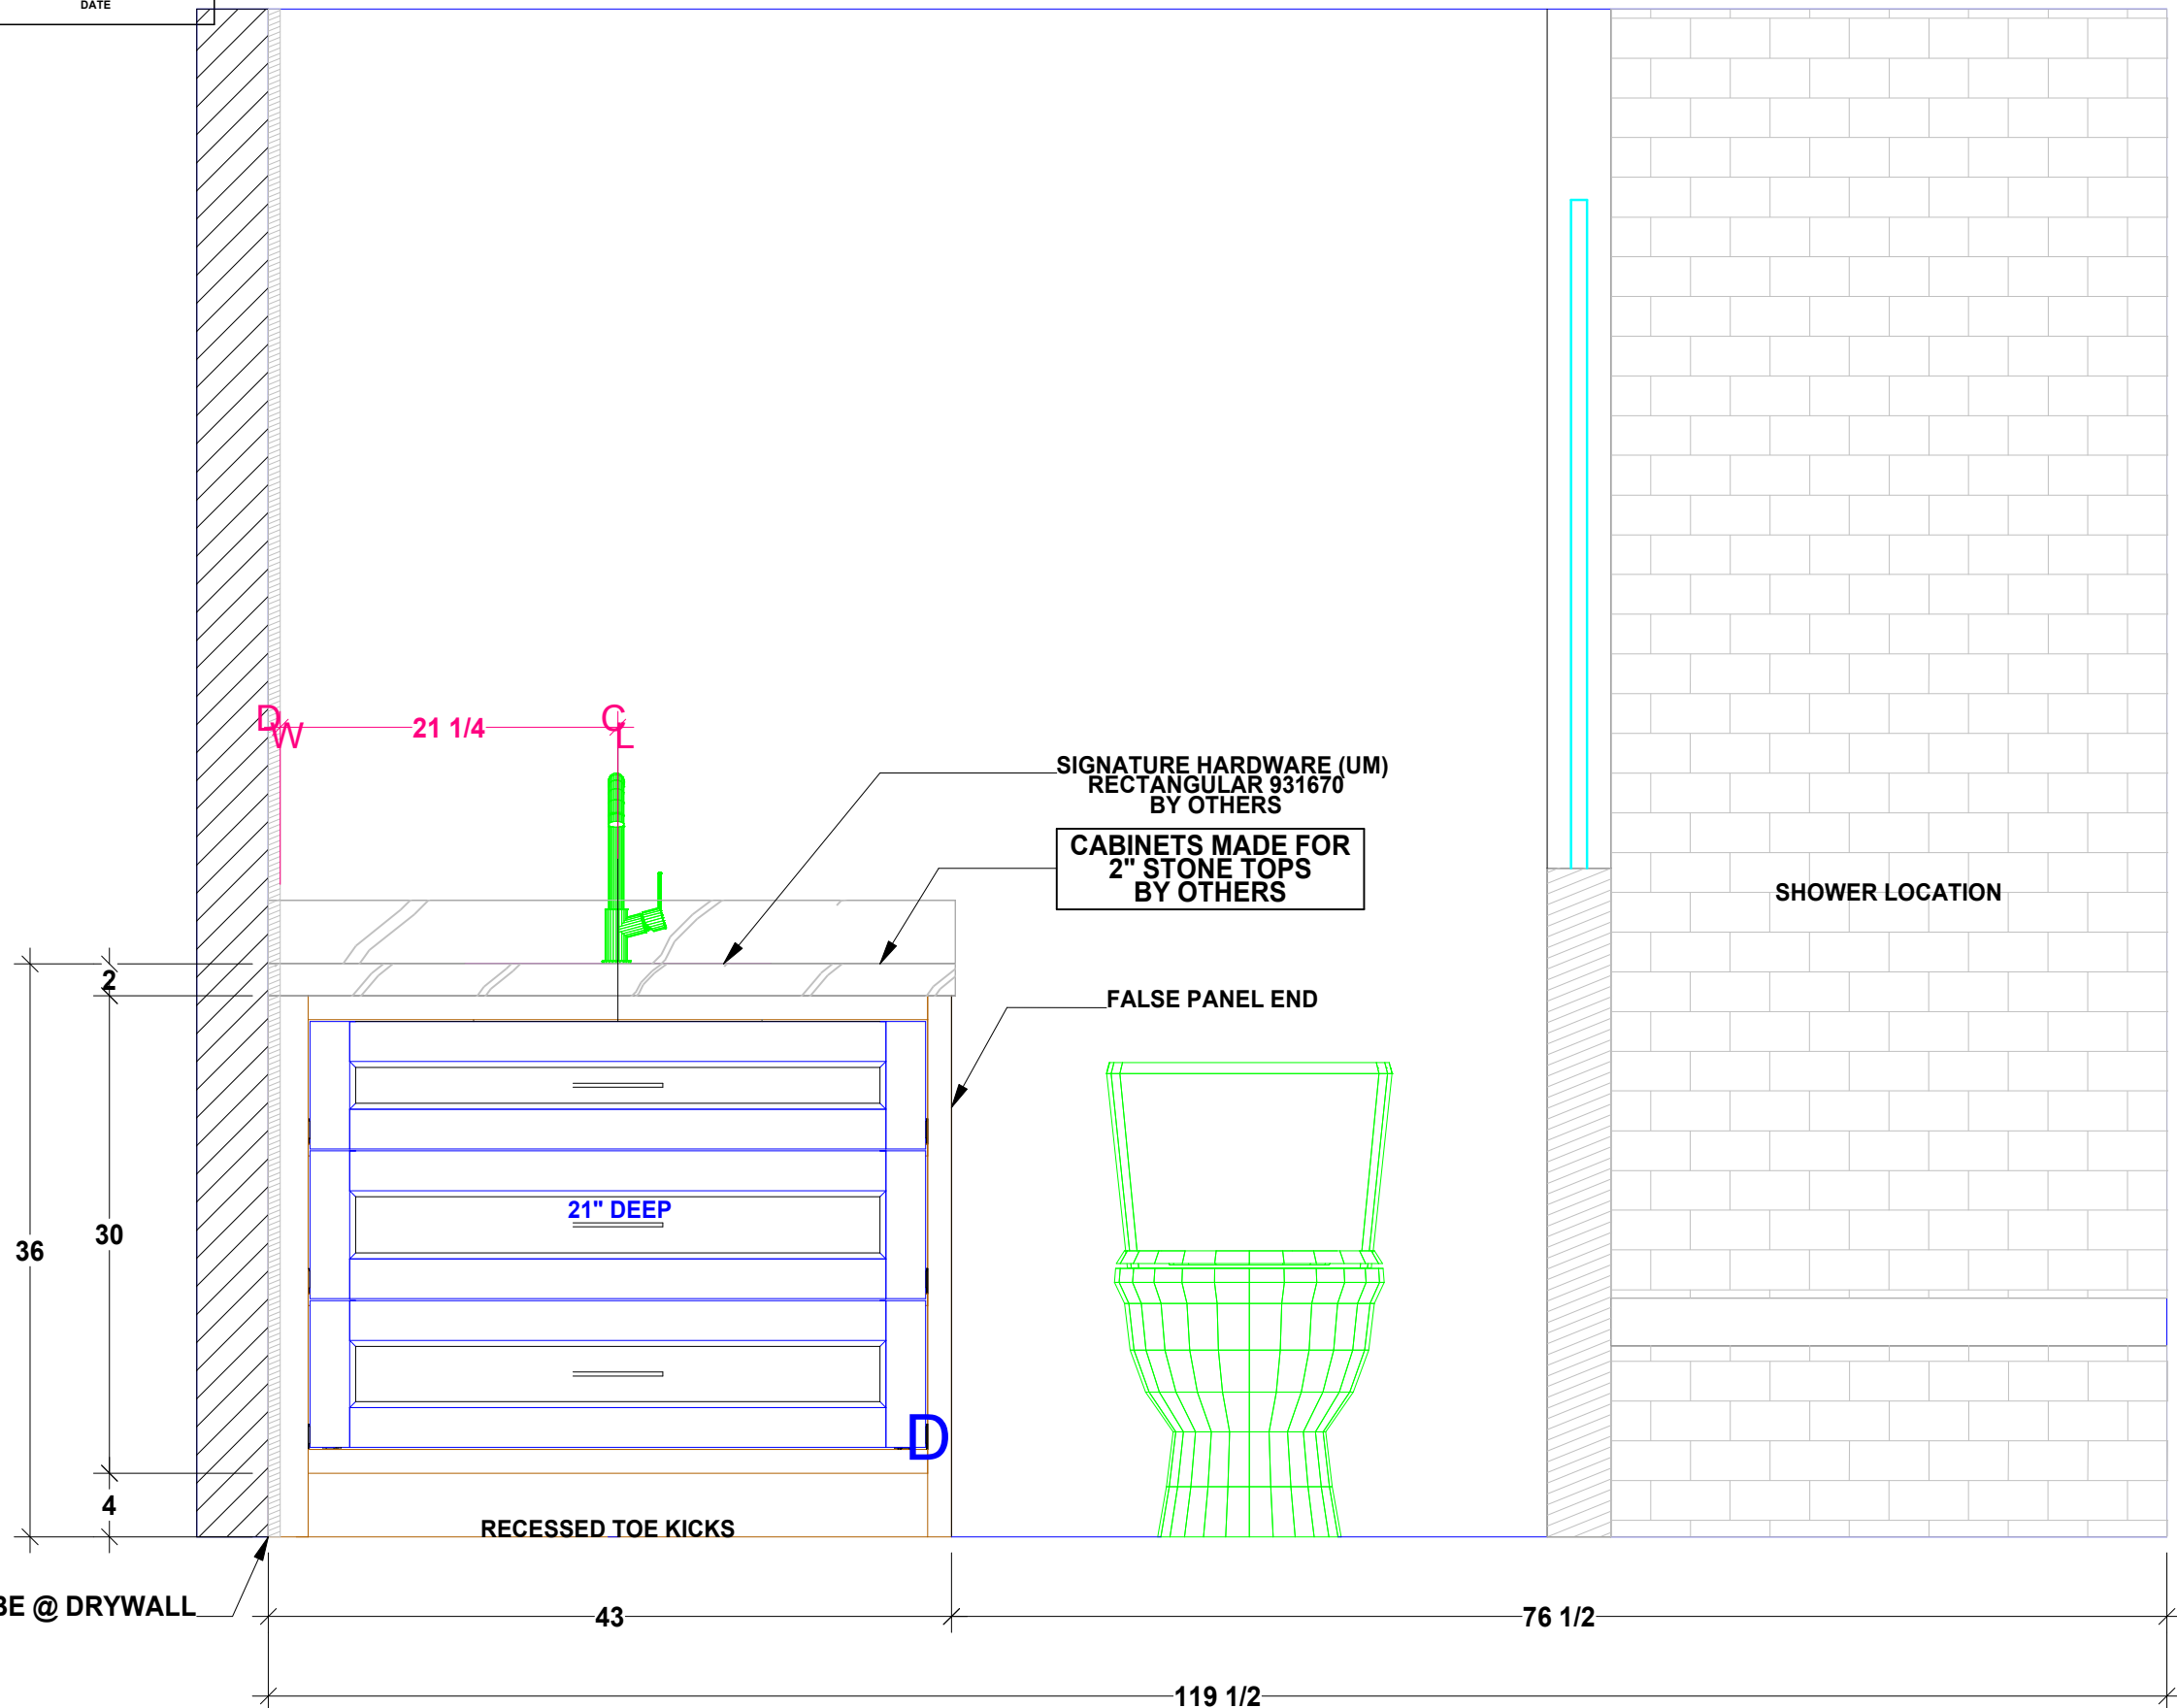 DATE
DW
21 1/4
CL
SIGNATURE HARDWARE (UM)
RECTANGULAR 931670
BY OTHERS
CABINETS MADE FOR
2" STONE TOPS
BY OTHERS
SHOWER LOCATION
2
FALSE PANEL END
21" DEEP
30
36
D
4
RECESSED TOE KICKS
BE @ DRYWALL
43
76 1/2
119 1/2